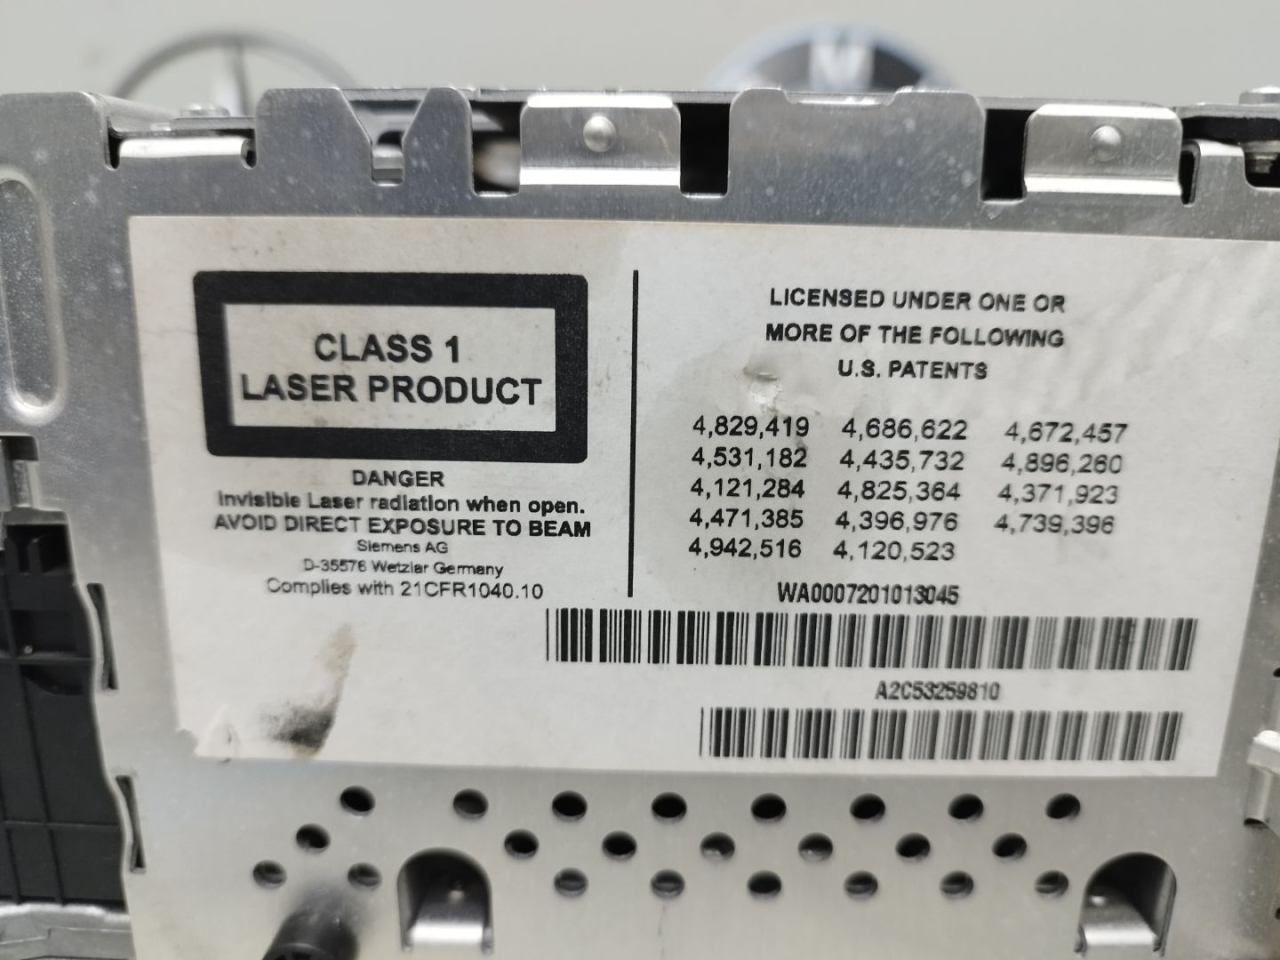 CLASS 1
LASER PRODUCT
DANGER
Invisible Laser radiation when open.
AVOID DIRECT EXPOSURE TO BEAM
Siemens AG
D-35576 Wetzlar Germany
Complies with 21CFR1040.10
LICENSED UNDER ONE OR
MORE OF THE FOLLOWING
U.S. PATENTS
4,829,419 4,686,622 4,672,457
4,531,182 4,435,732 4,896,260
4,121,284 4,825,364 4,371,923
4,471,385 4,396,976 4,739,396
4,942,516 4,120,523
WA0007201013045
A2C53259810